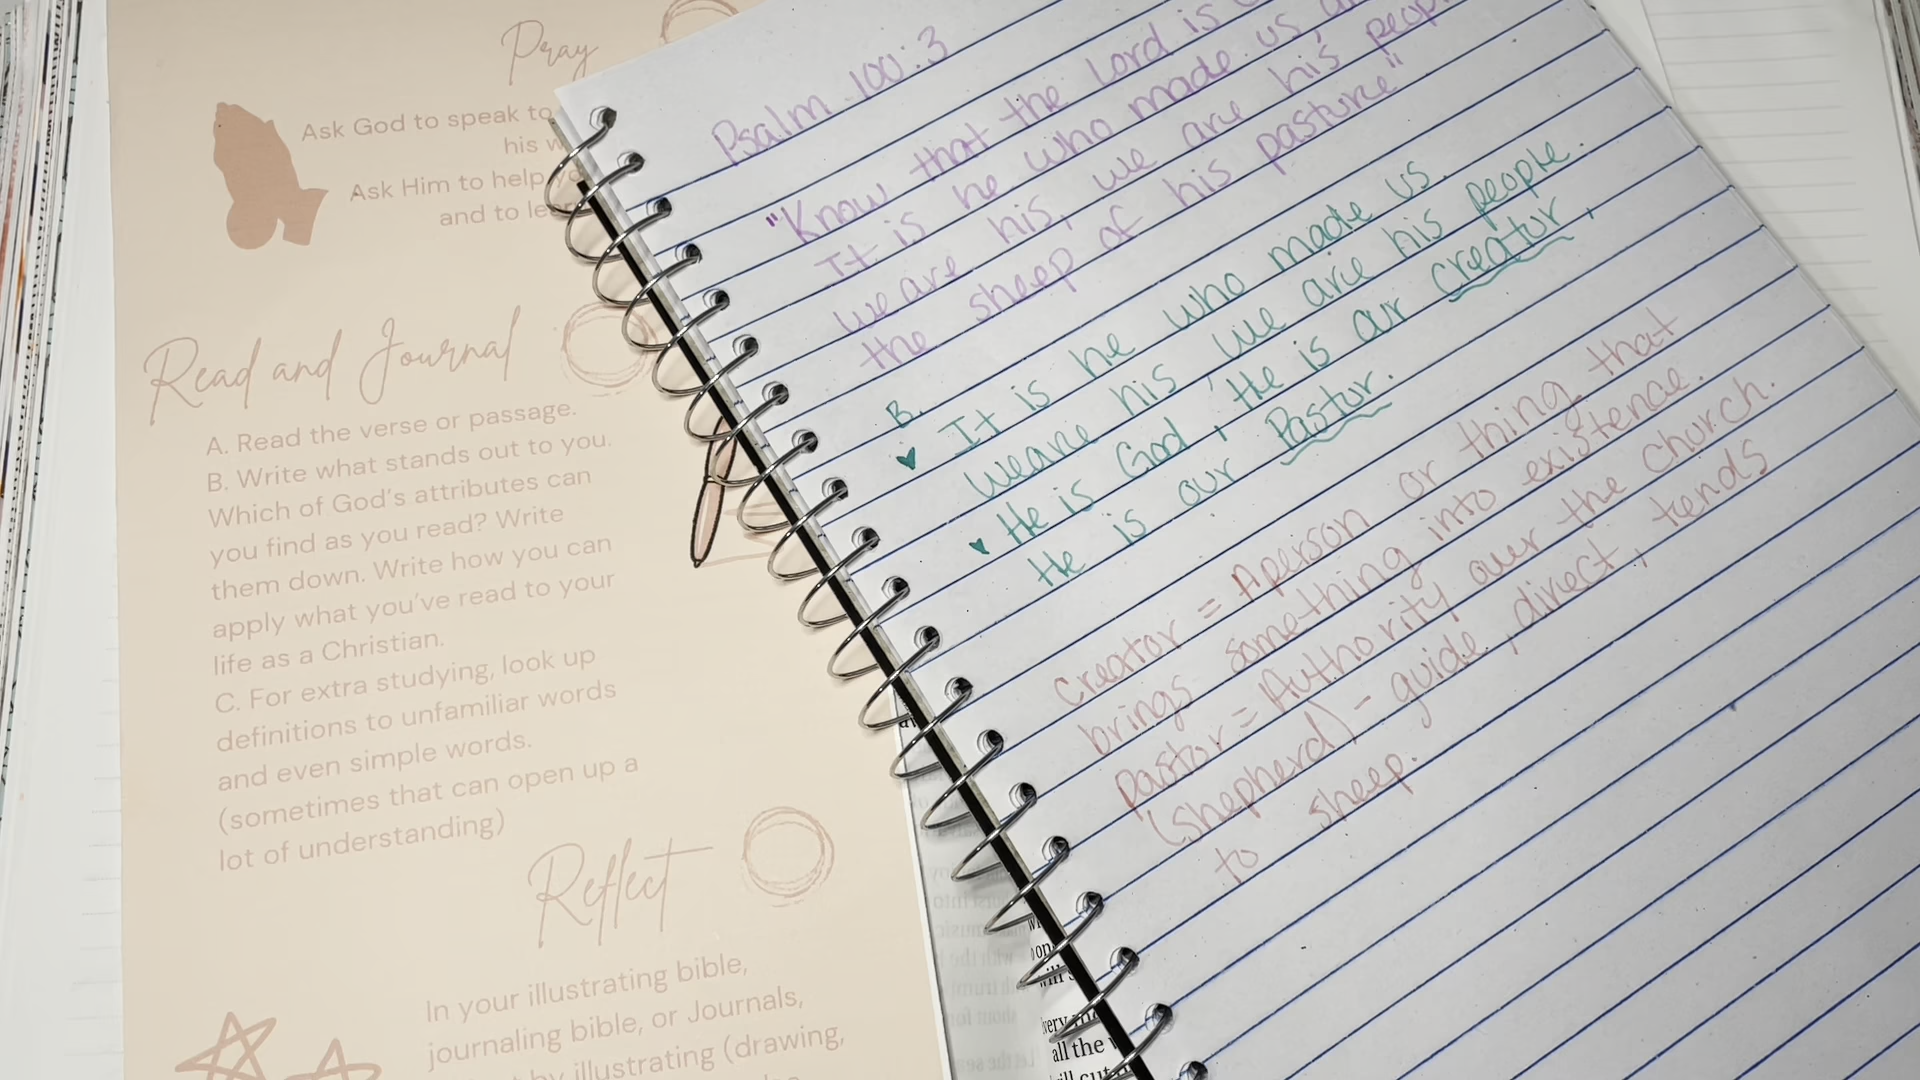 Pray
Ask God to speak to
his
Ask Him to help
and to
Read and Journal
A. Read the verse or passage.
B. Write what stands out to you.
Which of God's attributes can
you find as you read? Write
them down. Write how you can
apply what you've read to your
life as a Christian.
C. For extra studying, look up
definitions to unfamiliar words
and even simple words.
(sometimes that can open up a
lot of understanding)
Reflect
In your illustrating bible,
journaling bible, or Journals,
by illustrating (drawing,
Psalm 100:3
"Know that the Lord is
It is he who made us,
we are his, we are his
the sheep of his pasture"
B.
It is he who made us.
we are his, we are his people.
He is God, He is our creator,
He is our Pastor.
creator = A person or thing that
brings something into existence.
pastor = Authority over the church.
(shepherd) - guide, direct, tends
to sheep.
all the